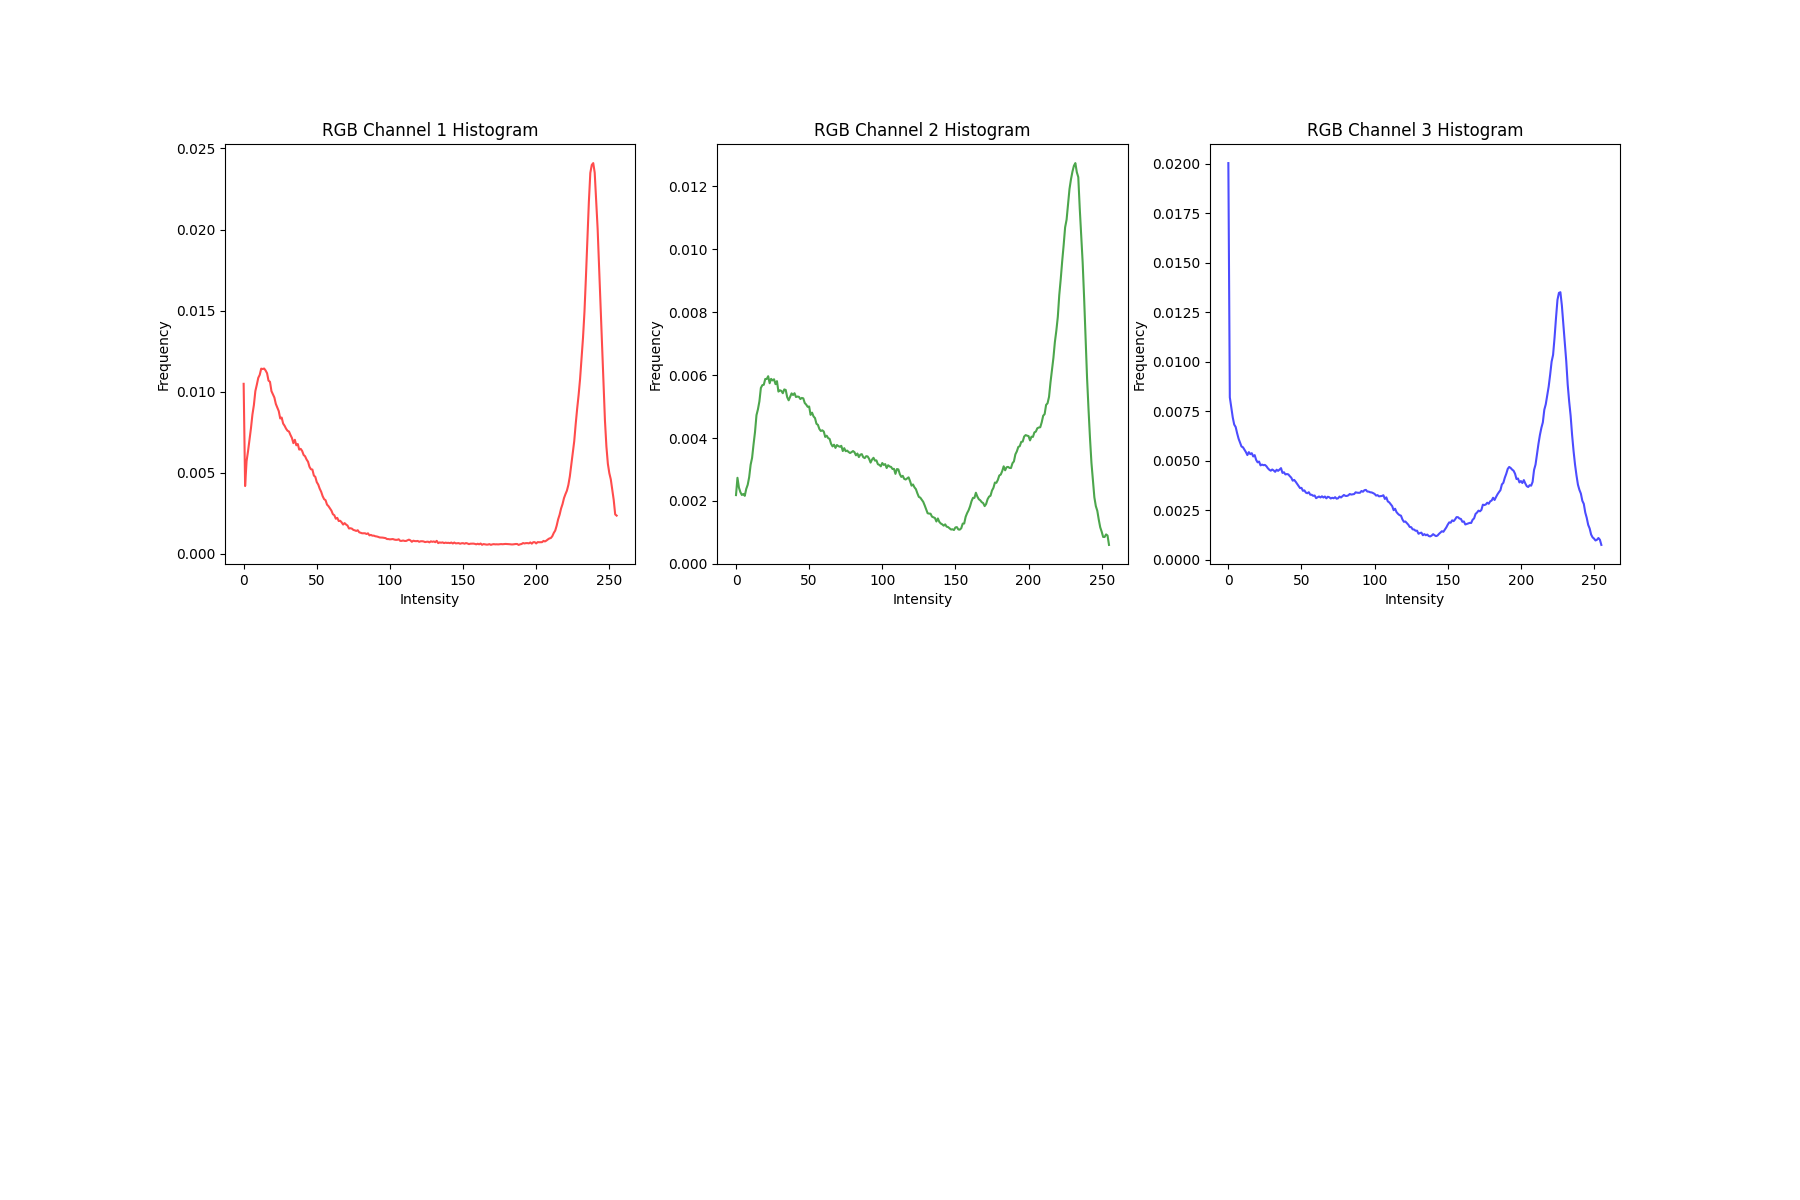 RGB Channel 1 Histogram
0.025
0.020
0.015
0.010
0.005
0.000
Frequency
0 50 100 150 200 250
Intensity
RGB Channel 2 Histogram
0.012
0.010
0.008
0.006
0.004
0.002
0.000
Frequency
0 50 100 150 200 250
Intensity
RGB Channel 3 Histogram
0.0200
0.0175
0.0150
0.0125
0.0100
0.0075
0.0050
0.0025
0.0000
Frequency
0 50 100 150 200 250
Intensity